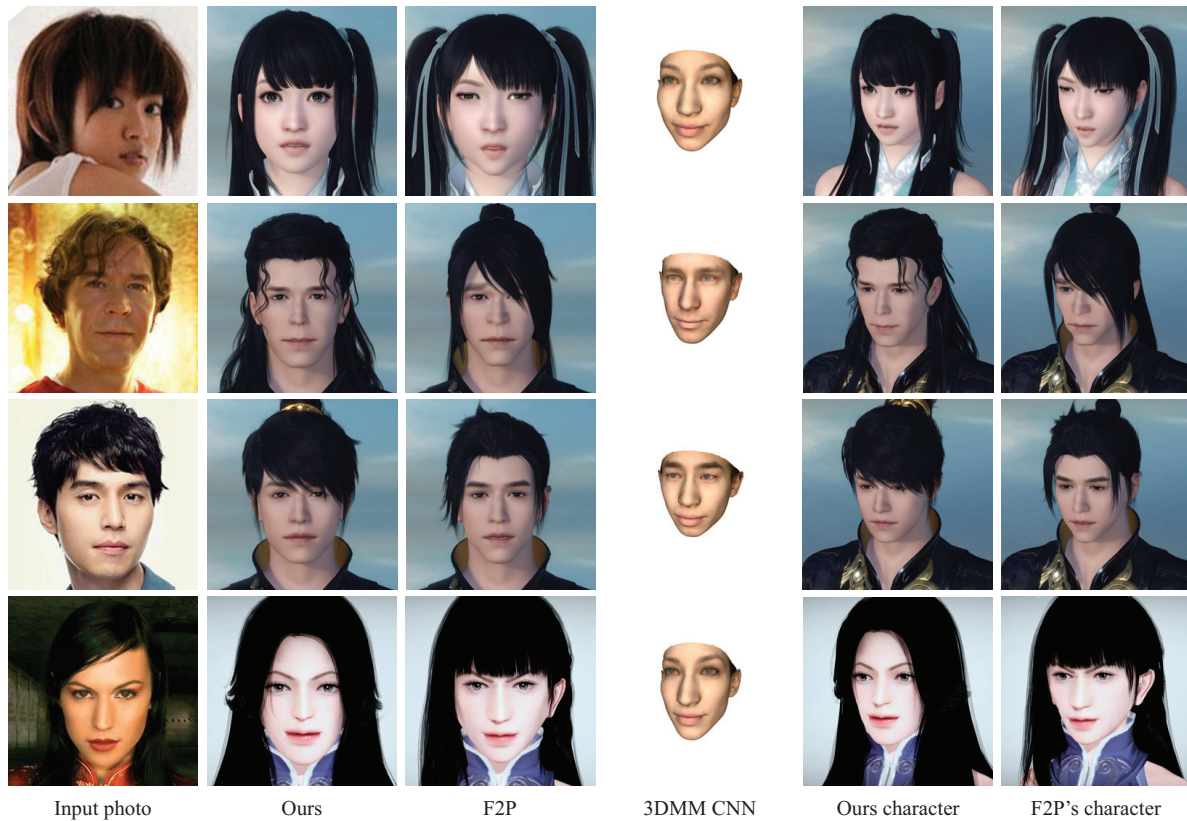 Input photo
Ours
F2P
3DMM CNN
Ours character
F2P's character